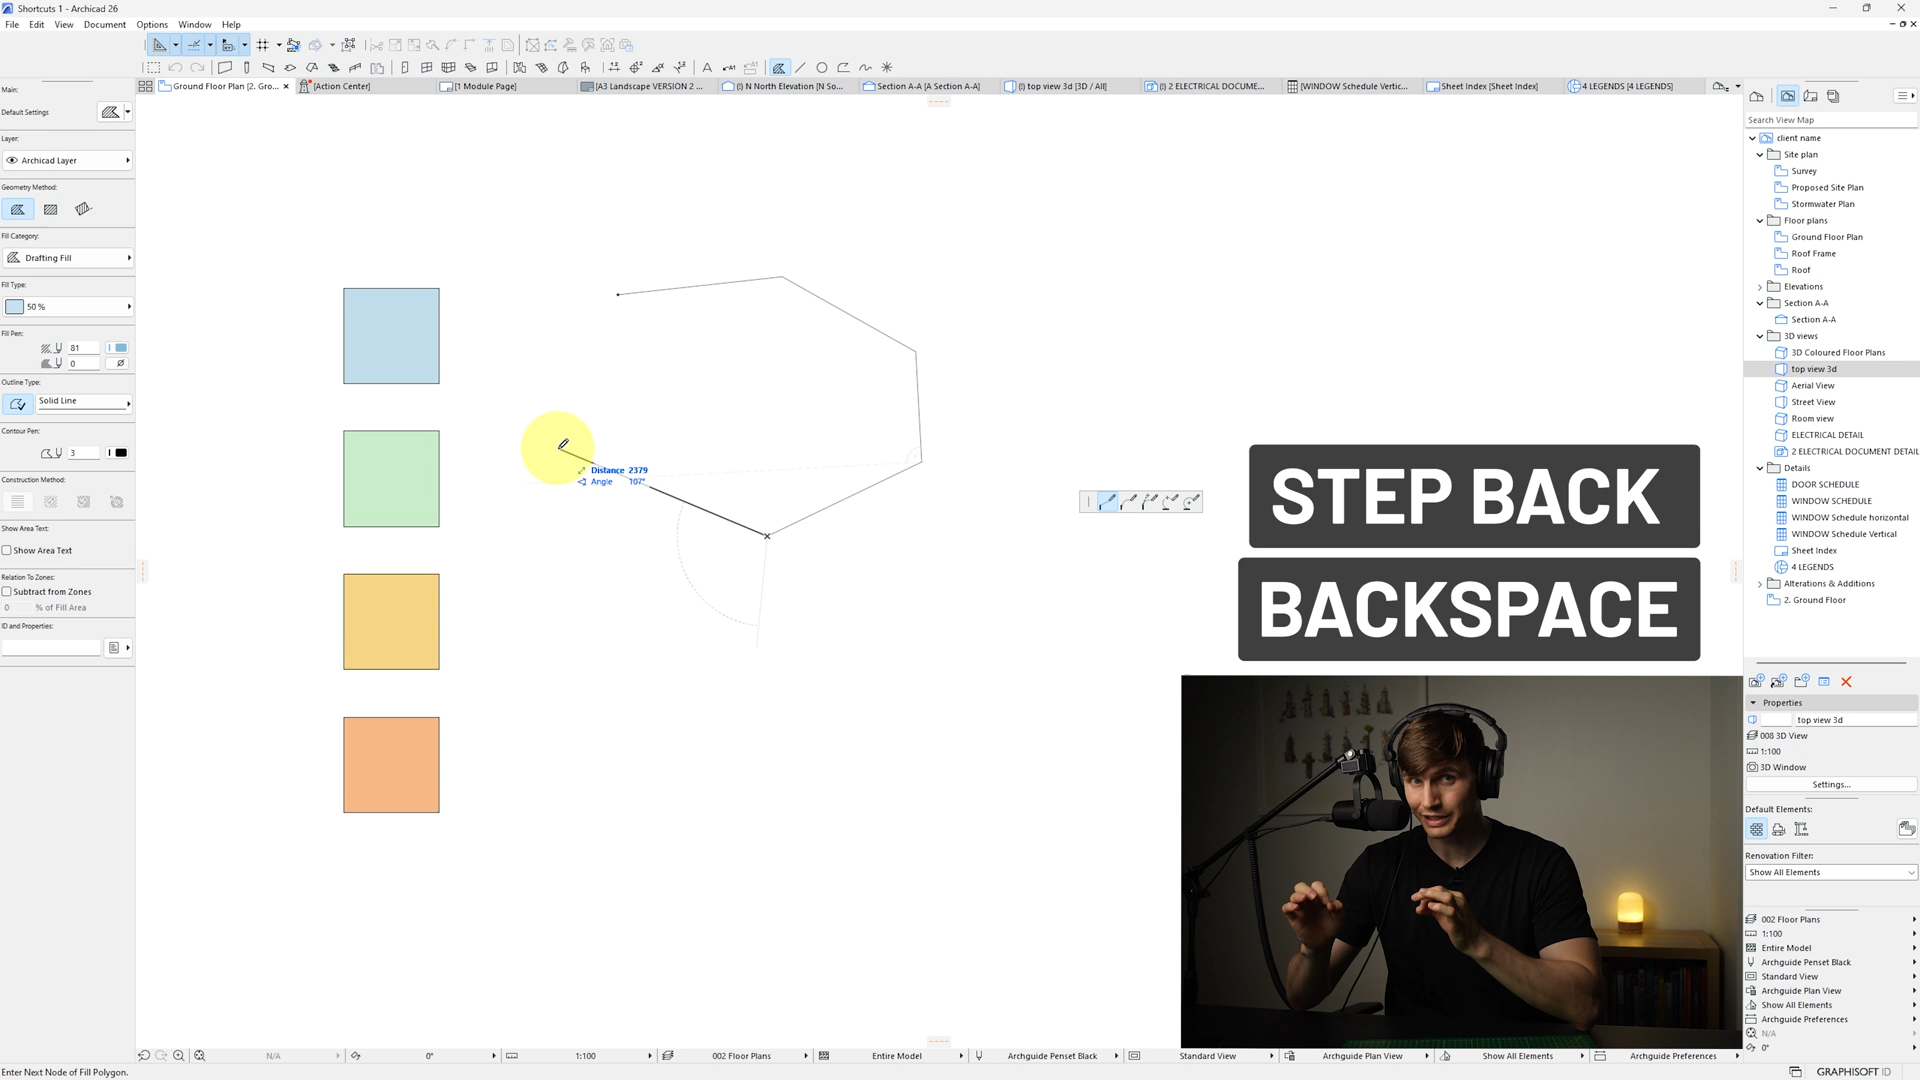 Shortcuts 1 - Archicad 26
File Edit View Document Options Window Help
Ground Floor Plan [2. Gro...
[Action Center]
[1 Module Page]
[A3 Landscape VERSION 2 ...
(!) N North Elevation [N So...
Section A-A [A Section A-A]
(!) top view 3d [3D / All]
(!) 2 ELECTRICAL DOCUME...
[WINDOW Schedule Vertic...
Sheet Index [Sheet Index]
4 LEGENDS [4 LEGENDS]
Main:
Default Settings
Layer:
Archicad Layer
Geometry Method:
Fill Category:
Drafting Fill
Fill Type:
50 %
Fill Pen:
81
0
Outline Type:
Solid Line
Contour Pen:
3
Construction Method:
Show Area Text:
Show Area Text
Relation To Zones:
Subtract from Zones
0 % of Fill Area
ID and Properties:
Distance 2379
Angle 107°
STEP BACK
BACKSPACE
Search View Map
client name
Site plan
Survey
Proposed Site Plan
Stormwater Plan
Floor plans
Ground Floor Plan
Roof Frame
Roof
Elevations
Section A-A
Section A-A
3D views
3D Coloured Floor Plans
top view 3d
Aerial View
Street View
Room view
ELECTRICAL DETAIL
2 ELECTRICAL DOCUMENT DETAIL
Details
DOOR SCHEDULE
WINDOW SCHEDULE
WINDOW Schedule horizontal
WINDOW Schedule Vertical
Sheet Index
4 LEGENDS
Alterations & Additions
2. Ground Floor
Properties
top view 3d
008 3D View
1:100
3D Window
Settings...
Default Elements:
Renovation Filter:
Show All Elements
002 Floor Plans
1:100
Entire Model
Archguide Penset Black
Standard View
Archguide Plan View
Show All Elements
Archguide Preferences
N/A
0°
N/A 0° 1:100 002 Floor Plans Entire Model Archguide Penset Black Standard View Archguide Plan View Show All Elements Archguide Preferences
Enter Next Node of Fill Polygon.
GRAPHISOFT ID